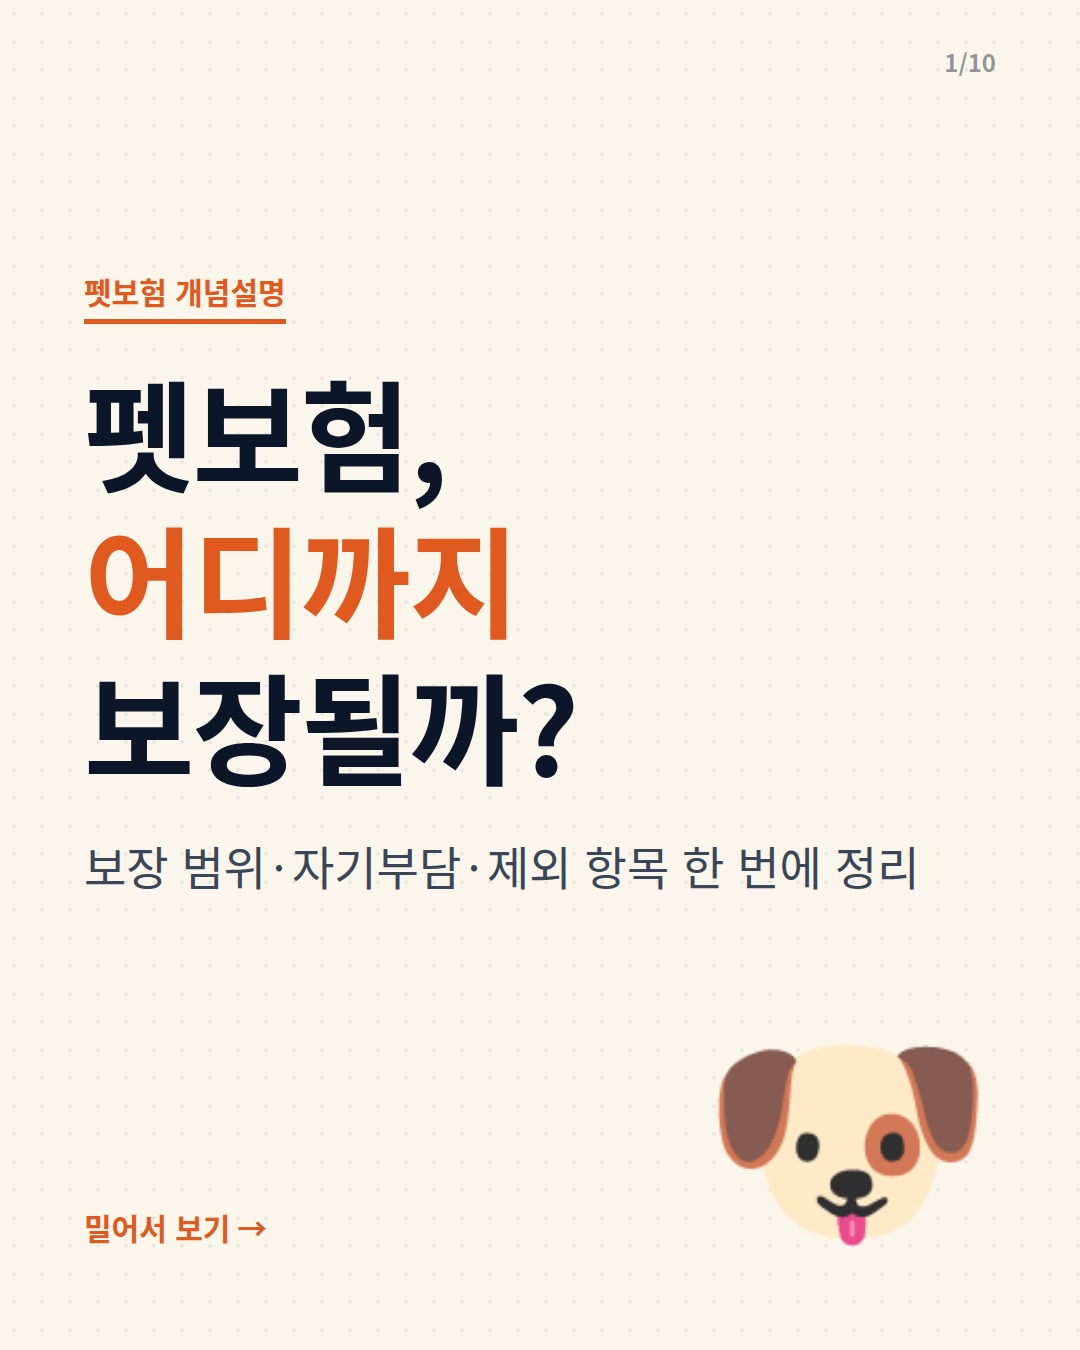 1/10
펫보험 개념설명
펫보험,
어디까지
보장될까?
보장 범위·자기부담·제외 항목 한 번에 정리
밀어서 보기 →